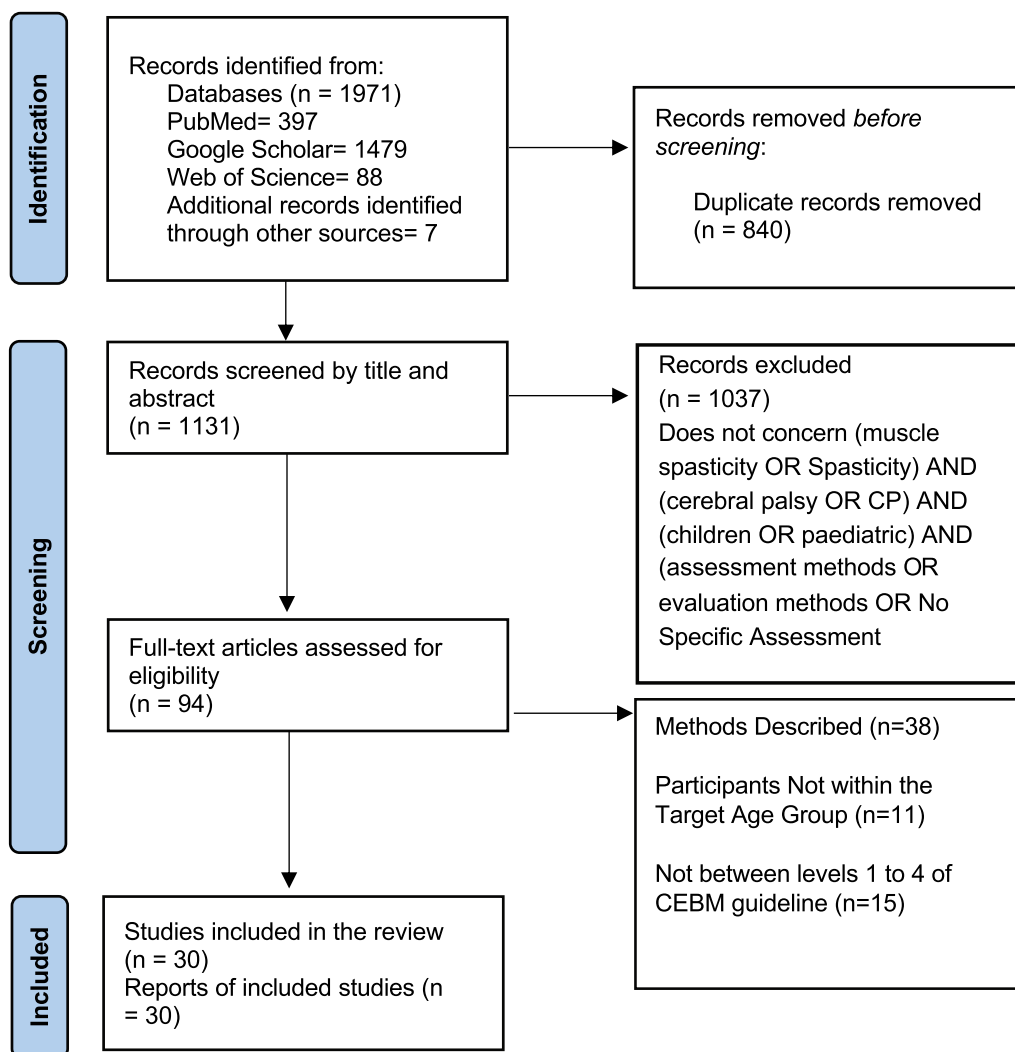 Identification
Records identified from:
Databases (n = 1971)
PubMed= 397
Google Scholar= 1479
Web of Science= 88
Additional records identified
through other sources= 7
Records removed before
screening:
Duplicate records removed
(n = 840)
Screening
Records screened by title and
abstract
(n = 1131)
Records excluded
(n = 1037)
Does not concern (muscle
spasticity OR Spasticity) AND
(cerebral palsy OR CP) AND
(children OR paediatric) AND
(assessment methods OR
evaluation methods OR No
Specific Assessment
Full-text articles assessed for
eligibility
(n = 94)
Methods Described (n=38)
Participants Not within the
Target Age Group (n=11)
Not between levels 1 to 4 of
CEBM guideline (n=15)
Included
Studies included in the review
(n = 30)
Reports of included studies (n
= 30)